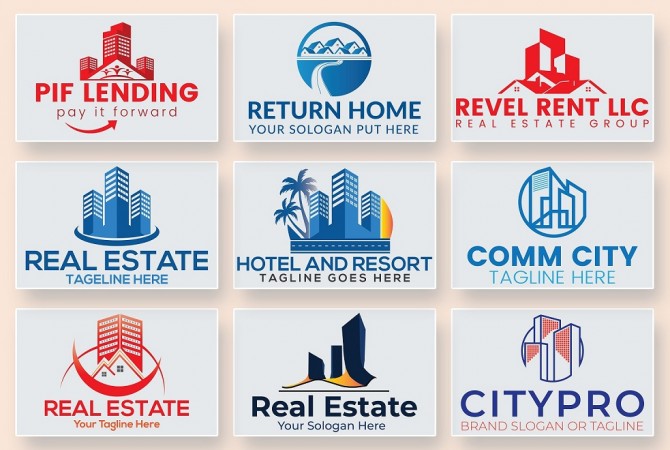 PIF LENDING
pay it forward
RETURN HOME
YOUR SOLOGAN PUT HERE
REVEL RENT LLC
REAL ESTATE GROUP
REAL ESTATE
TAGELINE HERE
HOTEL AND RESORT
TAGLINE GOES HERE
COMM CITY
TAGLINE HERE
REAL ESTATE
Your Tagline Here
Real Estate
Your Sologan Here
CITYPRO
BRAND SLOGAN OR TAGLINE